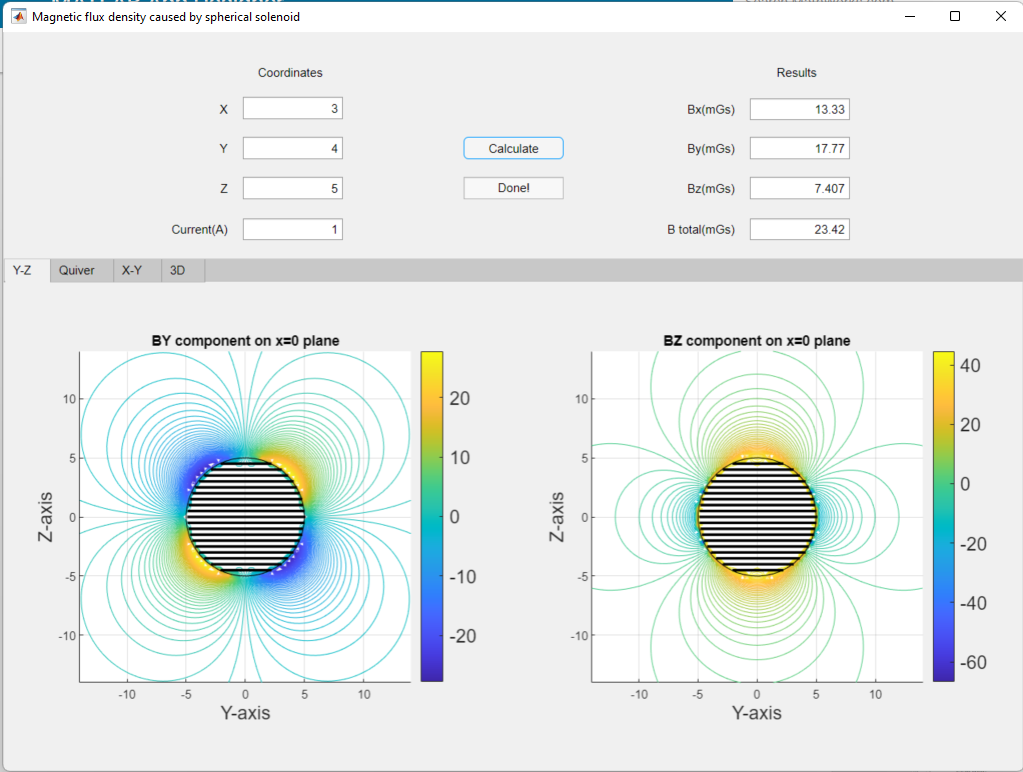 Magnetic flux density caused by spherical solenoid
Coordinates
Results
X 3
Bx(mGs) 13.33
Y 4
Calculate
By(mGs) 17.77
Z 5
Done!
Bz(mGs) 7.407
Current(A) 1
B total(mGs) 23.42
Y-Z Quiver X-Y 3D
BY component on x=0 plane
10
5
0
-5
-10
Z-axis
-10 -5 0 5 10
Y-axis
20
10
0
-10
-20
BZ component on x=0 plane
10
5
0
-5
-10
Z-axis
-10 -5 0 5 10
Y-axis
40
20
0
-20
-40
-60